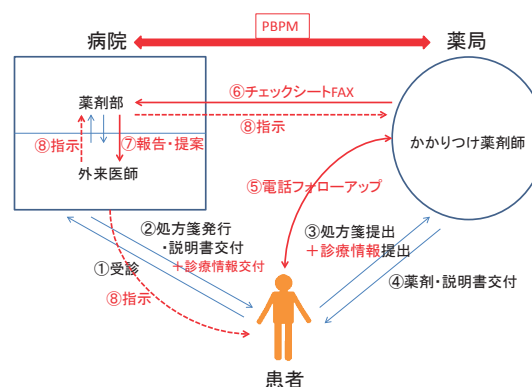 PBPM
病院
薬局
⑥チェックシートFAX
薬剤部
⑧指示
⑧指示
⑦報告・提案
外来医師
かかりつけ薬剤師
⑤電話フォローアップ
②処方箋発行
・説明書交付
＋診療情報交付
③処方箋提出
＋診療情報提出
①受診
④薬剤・説明書交付
⑧指示
患者